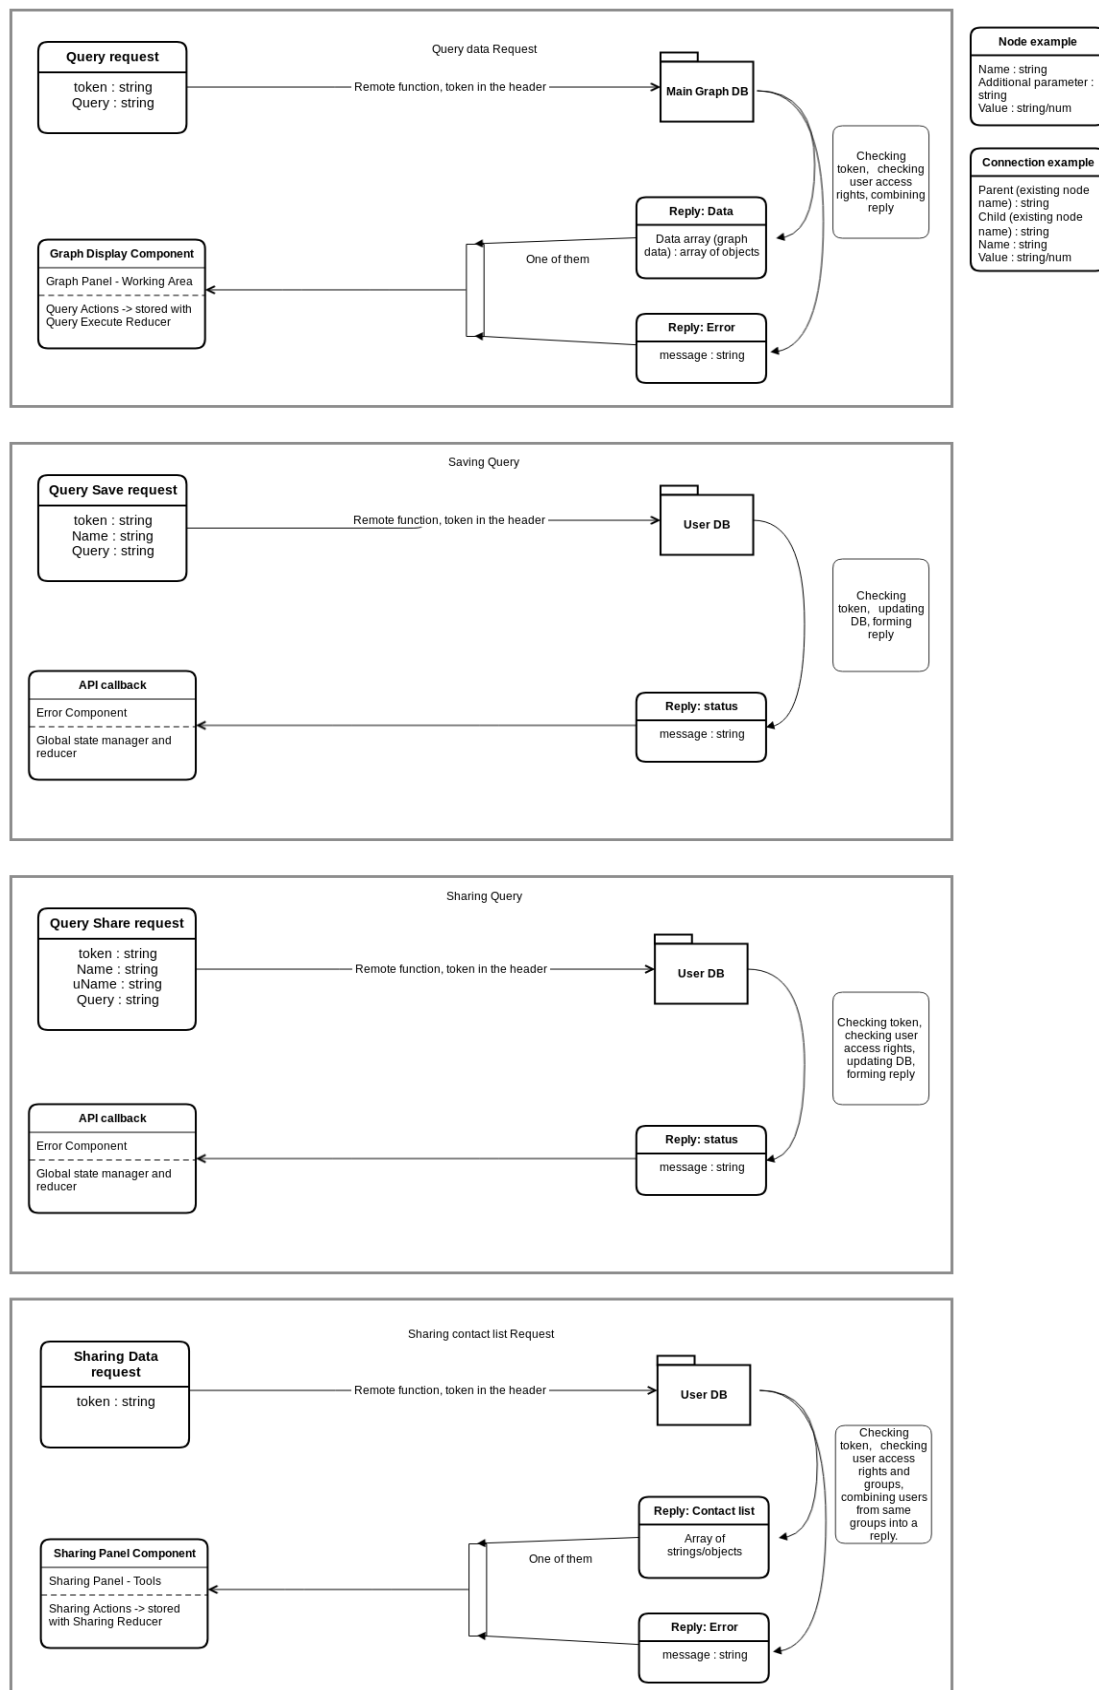 Query data Request
Query request
token : string
Query : string
Remote function, token in the header
Main Graph DB
Checking
token, checking
user access
rights, combining
reply
Reply: Data
Data array (graph
data) : array of objects
One of them
Reply: Error
message : string
Graph Display Component
Graph Panel - Working Area
Query Actions -> stored with
Query Execute Reducer
Node example
Name : string
Additional parameter :
string
Value : string/num
Connection example
Parent (existing node
name) : string
Child (existing node
name) : string
Name : string
Value : string/num
Saving Query
Query Save request
token : string
Name : string
Query : string
Remote function, token in the header
User DB
Checking
token, updating
DB, forming
reply
Reply: status
message : string
API callback
Error Component
Global state manager and
reducer
Sharing Query
Query Share request
token : string
Name : string
uName : string
Query : string
Remote function, token in the header
User DB
Checking token,
checking user
access rights,
updating DB,
forming reply
Reply: status
message : string
API callback
Error Component
Global state manager and
reducer
Sharing contact list Request
Sharing Data
request
token : string
Remote function, token in the header
User DB
Checking
token, checking
user access
rights and
groups,
combining users
from same
groups into a
reply.
Reply: Contact list
Array of
strings/objects
One of them
Reply: Error
message : string
Sharing Panel Component
Sharing Panel - Tools
Sharing Actions -> stored
with Sharing Reducer